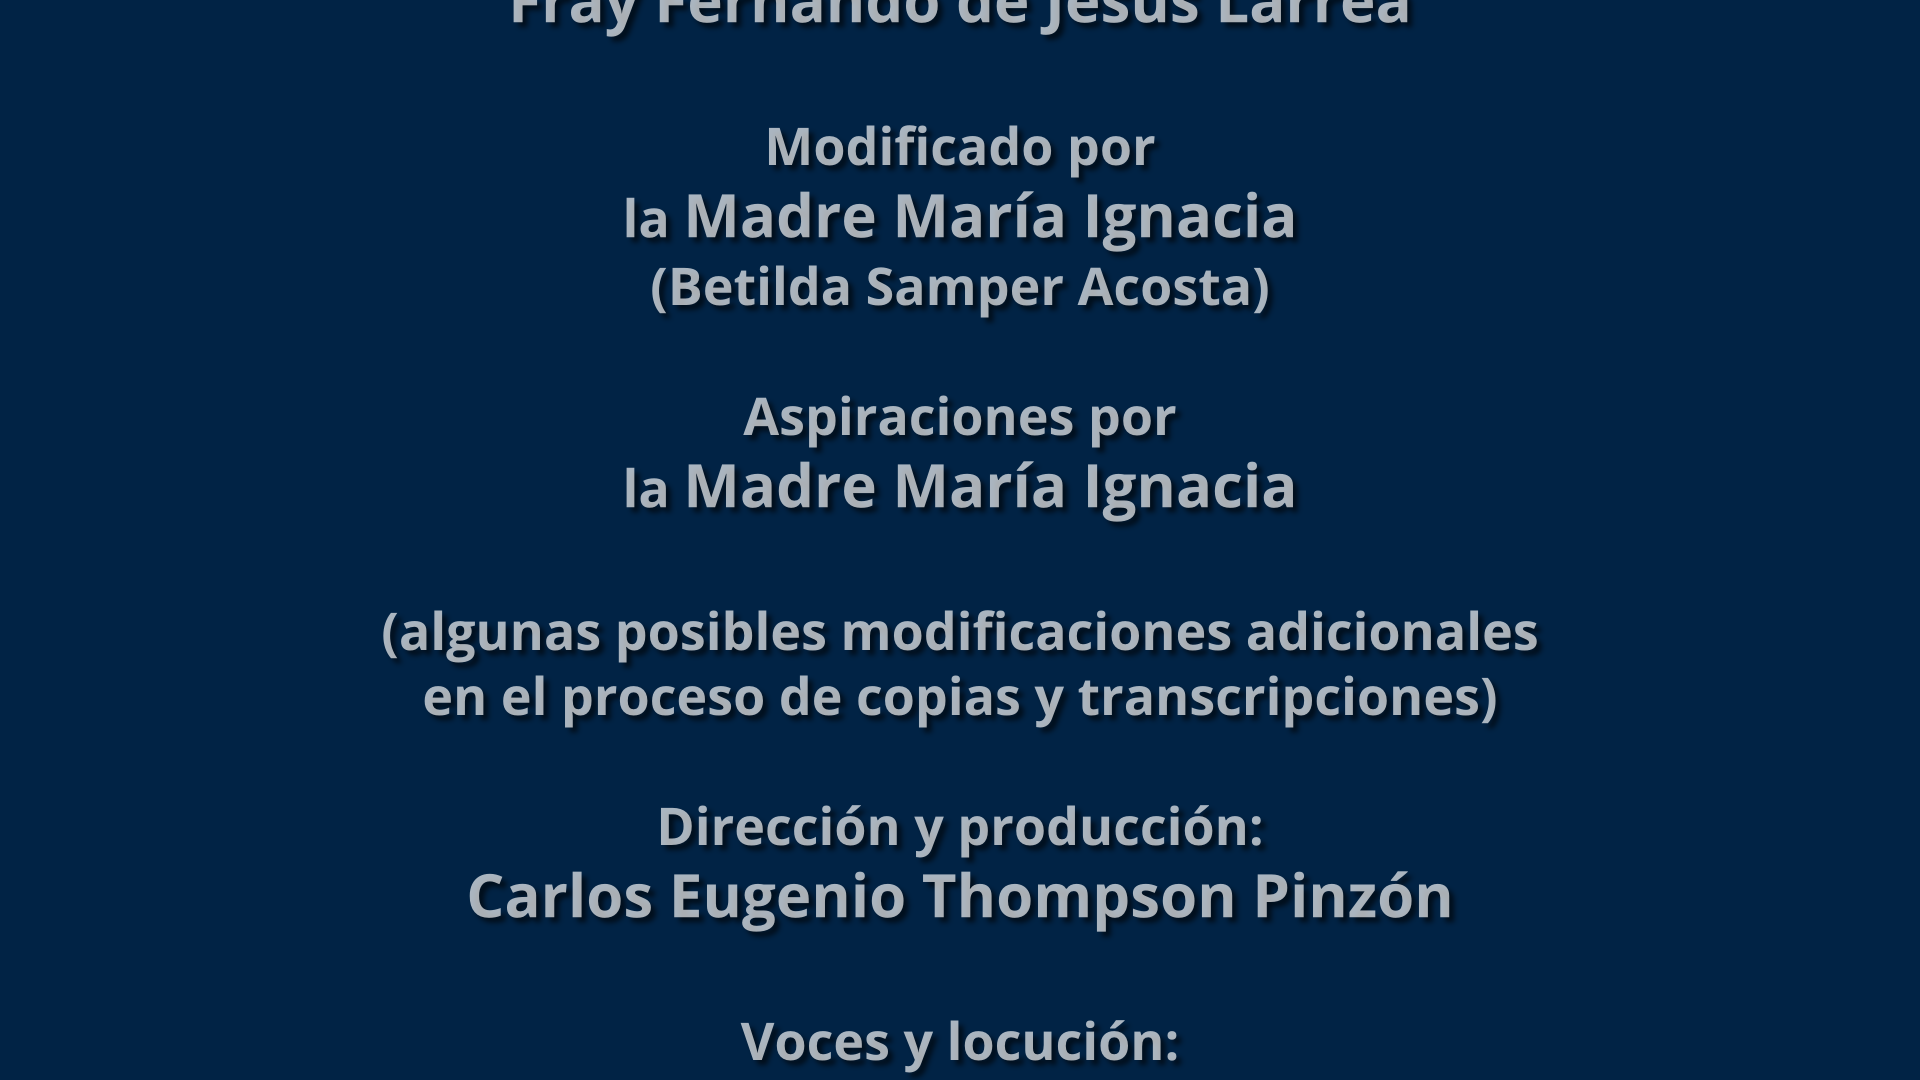 Fray Fernando de Jesús Larrea
Modificado por
la Madre María Ignacia
(Betilda Samper Acosta)
Aspiraciones por
la Madre María Ignacia
(algunas posibles modificaciones adicionales
en el proceso de copias y transcripciones)
Dirección y producción:
Carlos Eugenio Thompson Pinzón
Voces y locución: